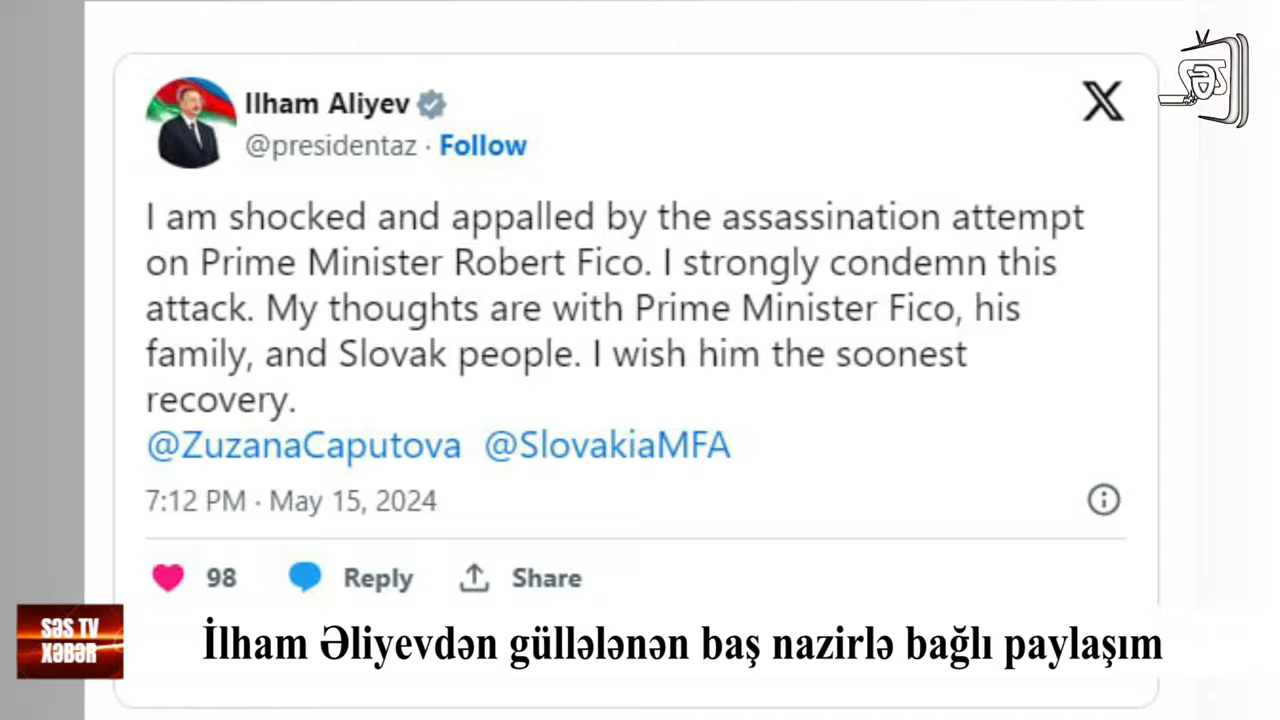 Ilham Aliyev
@presidentaz · Follow
I am shocked and appalled by the assassination attempt
on Prime Minister Robert Fico. I strongly condemn this
attack. My thoughts are with Prime Minister Fico, his
family, and Slovak people. I wish him the soonest
recovery.
@ZuzanaCaputova @SlovakiaMFA
7:12 PM · May 15, 2024
98 Reply Share
SƏS TV
XƏBƏR
İlham Əliyevdən güllələnən baş nazirlə bağlı paylaşım
SƏS